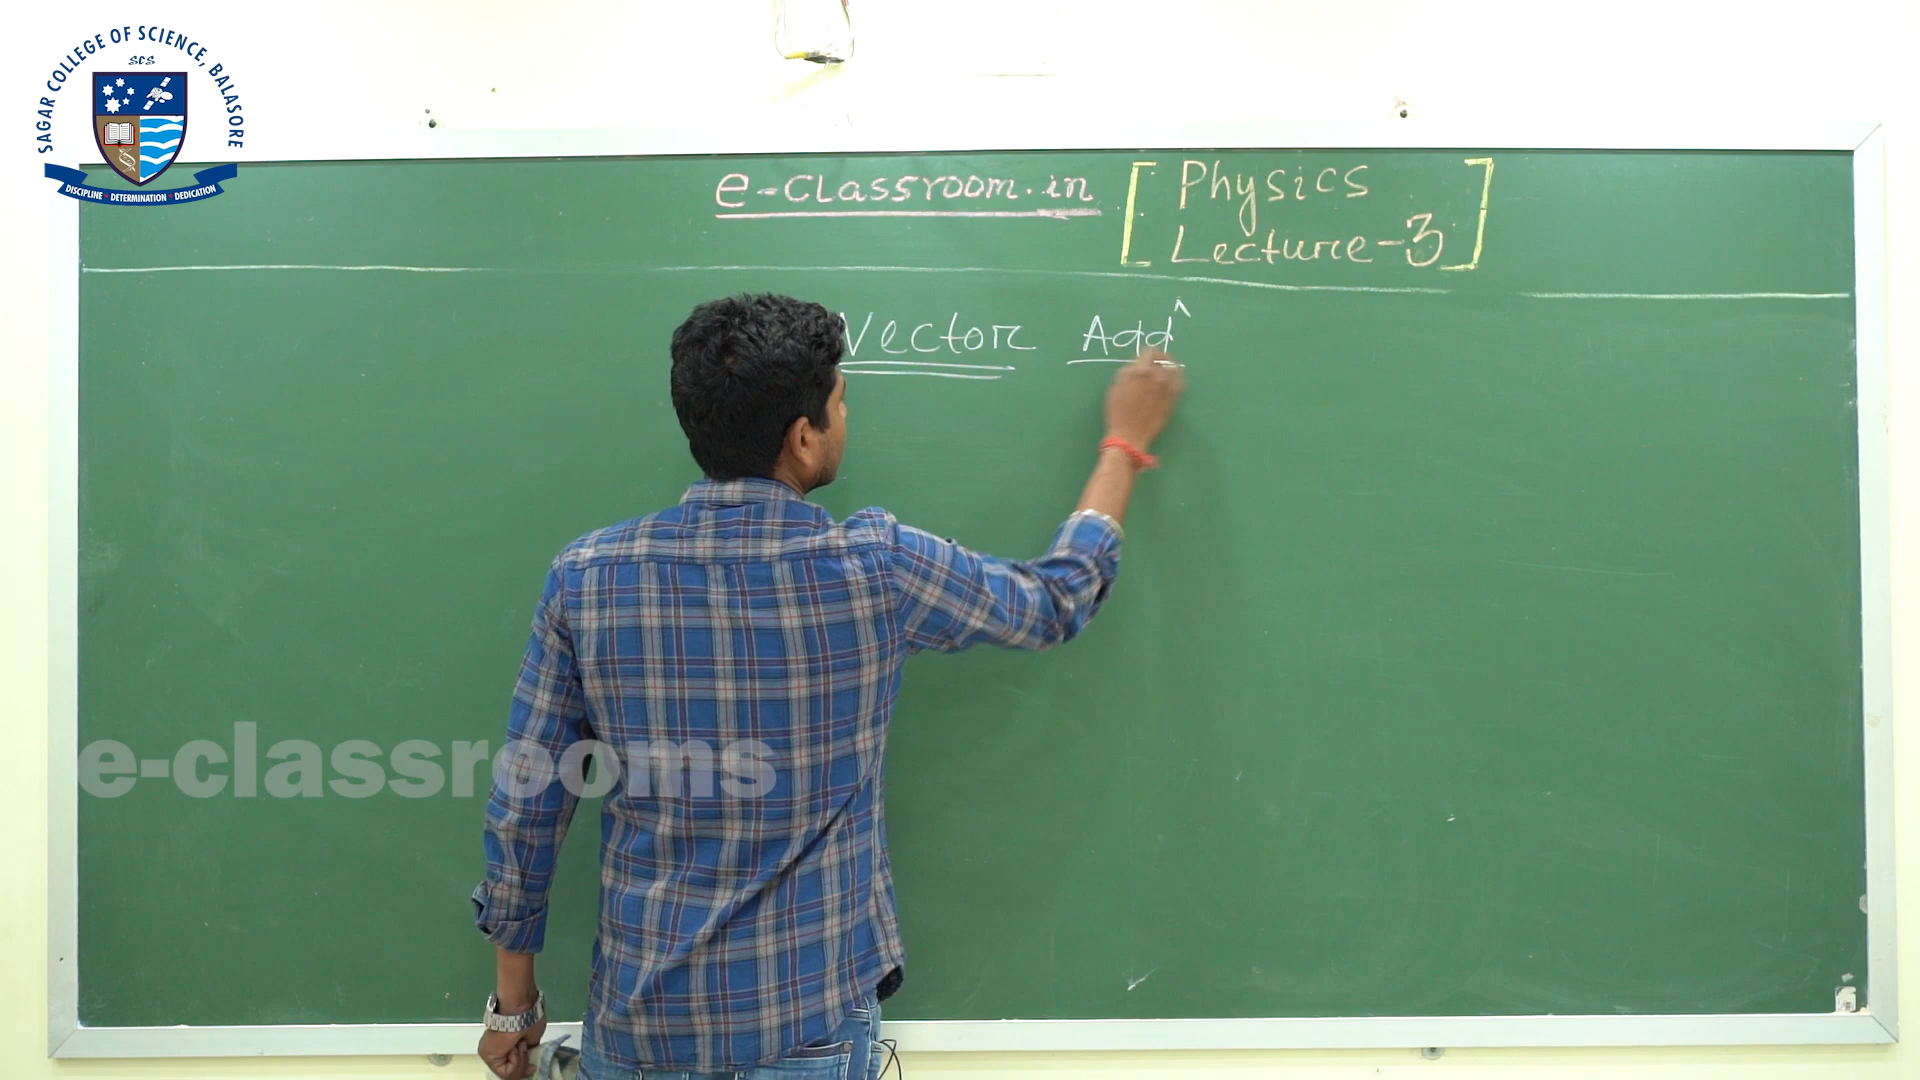 SAGAR COLLEGE OF SCIENCE, BALASORE
SCS
DISCIPLINE • DETERMINATION • DEDICATION
e-classroom.in
Physics
Lecture-3
Vector Add^
e-classrooms